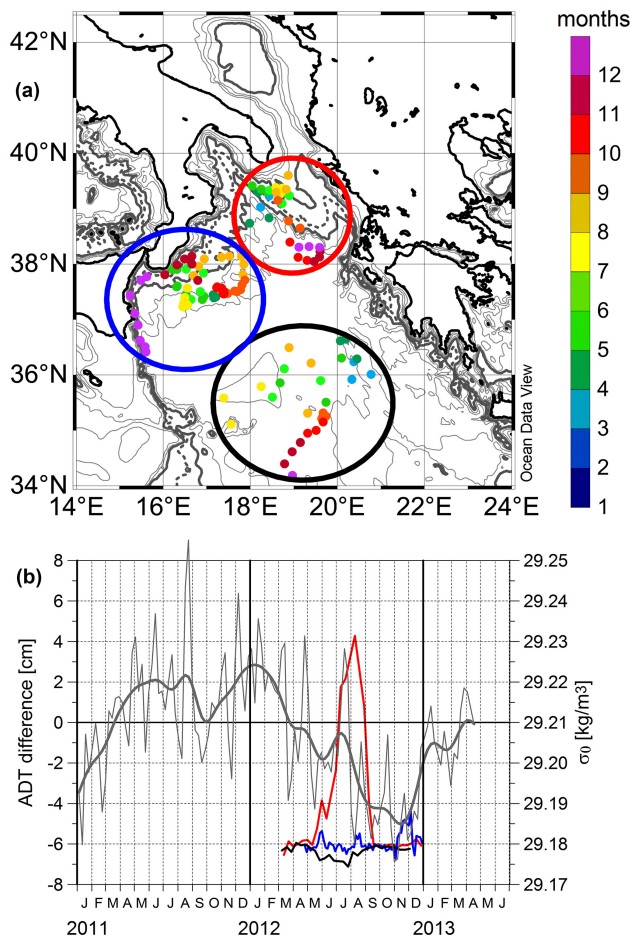 months
(a)
42°N
40°N
38°N
36°N
34°N
14°E 16°E 18°E 20°E 22°E 24°E
Ocean Data View
12
11
10
9
8
7
6
5
4
3
2
1
(b)
ADT difference [cm]
8
6
4
2
0
-2
-4
-6
-8
29.25
29.24
29.23
29.22
29.21
29.20
29.19
29.18
29.17
σ0 [kg/m3]
J F M A M J J A S O N D J F M A M J J A S O N D J F M A M J
2011 2012 2013